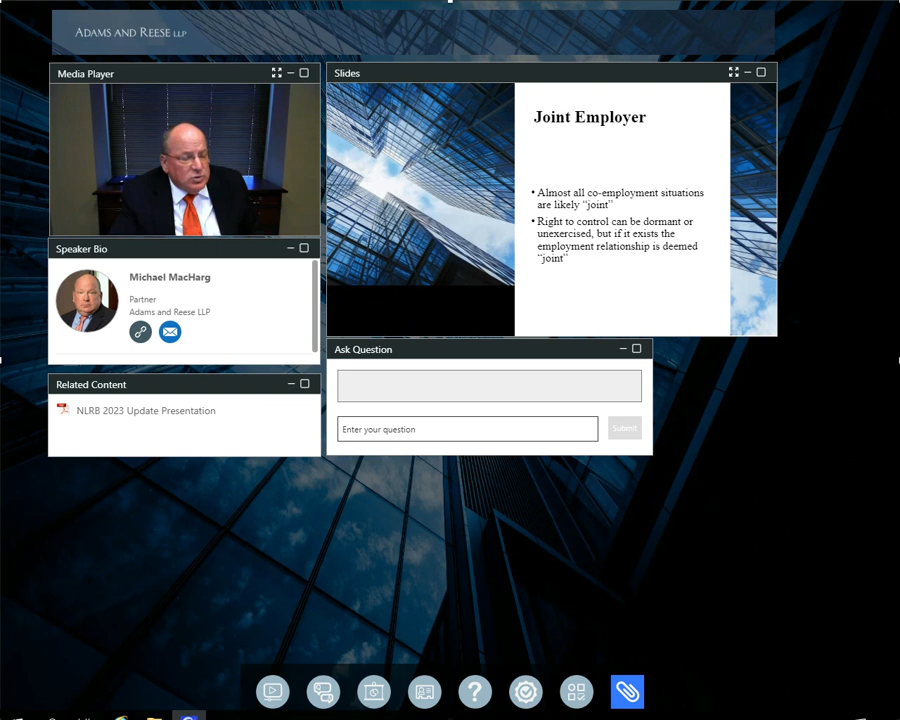 ADAMS AND REESE LLP
Media Player
Slides
Joint Employer
• Almost all co-employment situations
are likely “joint”
• Right to control can be dormant or
unexercised, but if it exists the
employment relationship is deemed
“joint”
Speaker Bio
Michael MacHarg
Partner
Adams and Reese LLP
Ask Question
Enter your question
Submit
Related Content
NLRB 2023 Update Presentation
?